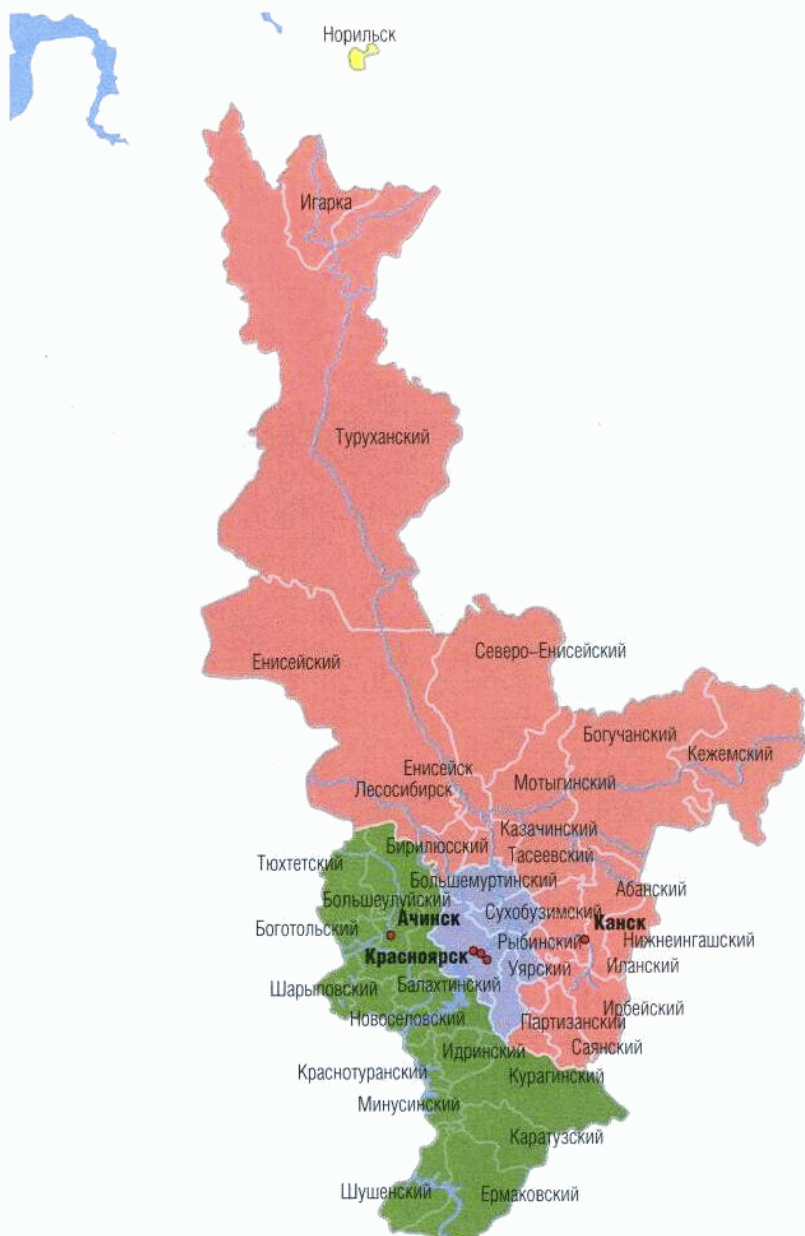 Норильск
Игарка
Туруханский
Северо–Енисейский
Енисейский
Богучанский
Кежемский
Енисейск
Мотыгинский
Лесосибирск
Казачинский
Бирилюсский
Тасеевский
Тюхтетский
Большемуртинский
Абанский
Большеулуйский
Сухобузимский
Ачинск
Канск
Боготольский
Рыбинский
Нижнеингашский
Красноярск
Уярский
Иланский
Балахтинский
Шарыповский
Ирбейский
Новоселовский
Партизанский
Идринский
Саянский
Краснотуранский
Курагинский
Минусинский
Каратузский
Шушенский
Ермаковский